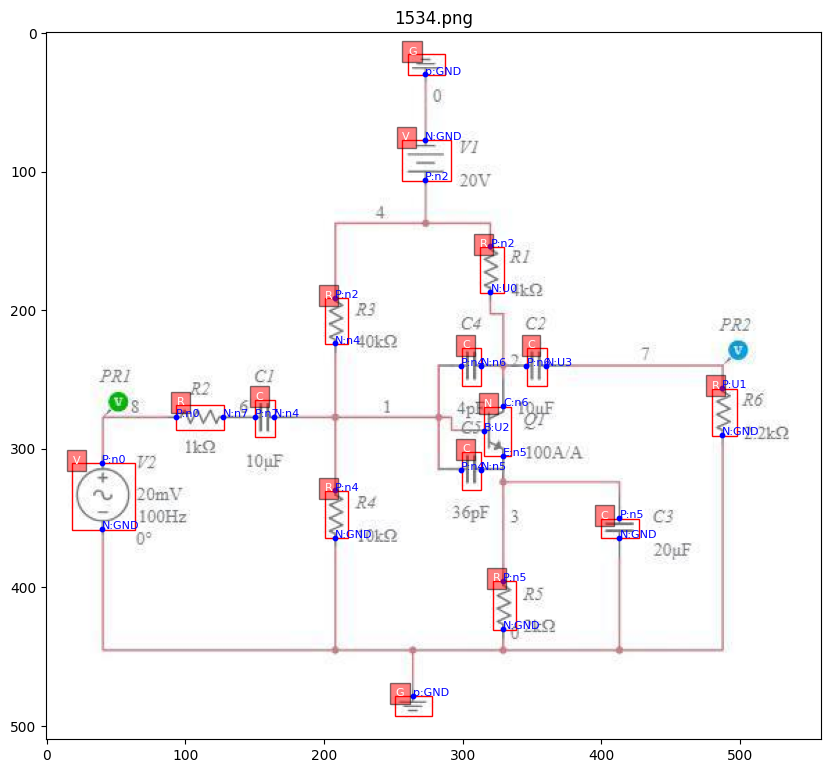 1534.png
G
p:GND
0
V
N:GND
V1
P:n2
20V
4
R
P:n2
R1
N:U0
4kΩ
R
P:n2
R3
N:n4
40kΩ
C4
C2
PR2
C
C
2
7
V
P:n4
N:n6
P:n6
N:U3
PR1
V
8
R
R2
P:n0
N:n7
1kΩ
6
C
C1
P:n7
N:n4
10μF
1
4pF
N
C:n6
10μF
Q1
B:U2
E:n5
100A/A
R
P:U1
R6
N:GND
2.2kΩ
C5
C
P:n4
N:n5
36pF
V
P:n0
V2
20mV
100Hz
0°
N:GND
R
P:n4
R4
N:GND
10kΩ
3
C
P:n5
C3
N:GND
20μF
R
P:n5
R5
N:GND
2kΩ
0
G
p:GND
0
100
200
300
400
500
0
100
200
300
400
500